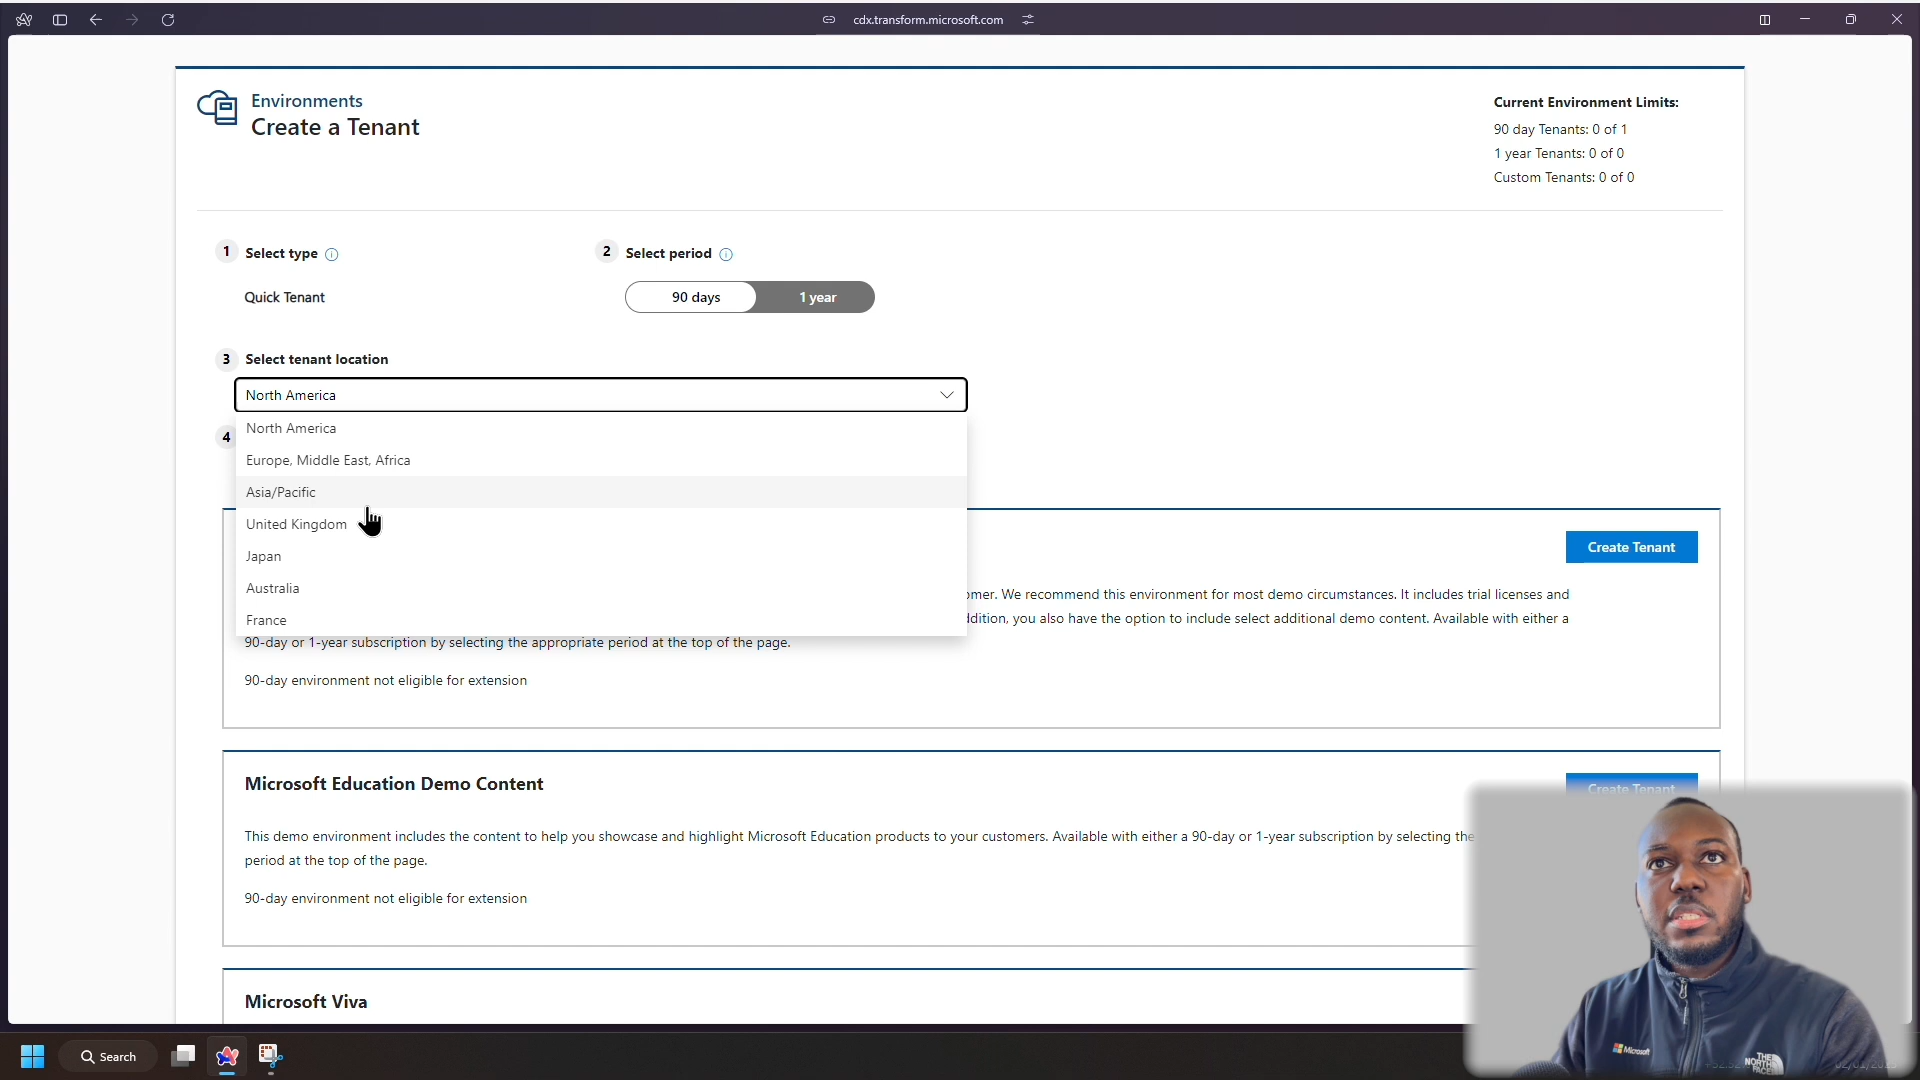 cdx.transform.microsoft.com
Environments
Create a Tenant
Current Environment Limits:
90 day Tenants: 0 of 1
1 year Tenants: 0 of 0
Custom Tenants: 0 of 0
1 Select type
2 Select period
Quick Tenant
90 days
1 year
3 Select tenant location
North America
4
North America
Europe, Middle East, Africa
Asia/Pacific
United Kingdom
Japan
Australia
France
Create Tenant
omer. We recommend this environment for most demo circumstances. It includes trial licenses and
ddition, you also have the option to include select additional demo content. Available with either a
90-day or 1-year subscription by selecting the appropriate period at the top of the page.
90-day environment not eligible for extension
Microsoft Education Demo Content
Create Tenant
This demo environment includes the content to help you showcase and highlight Microsoft Education products to your customers. Available with either a 90-day or 1-year subscription by selecting the
period at the top of the page.
90-day environment not eligible for extension
Microsoft Viva
Search
Microsoft
THE
NORTH
FACE